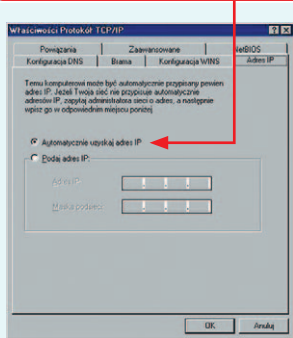 Właściwości Protokół TCP/IP
Powiązania Zaawansowane NetBIOS
Konfiguracja DNS Brama Konfiguracja WINS Adres IP
Temu komputerowi może być automatycznie przypisany pewien
adres IP. Jeżeli Twoja sieć nie przypisuje automatycznie
adresów IP, zapytaj administratora sieci o adres, a następnie
wpisz go w odpowiednim miejscu poniżej.
Automatycznie uzyskaj adres IP
Podaj adres IP:
Adres IP:
Maska podsieci:
OK Anuluj